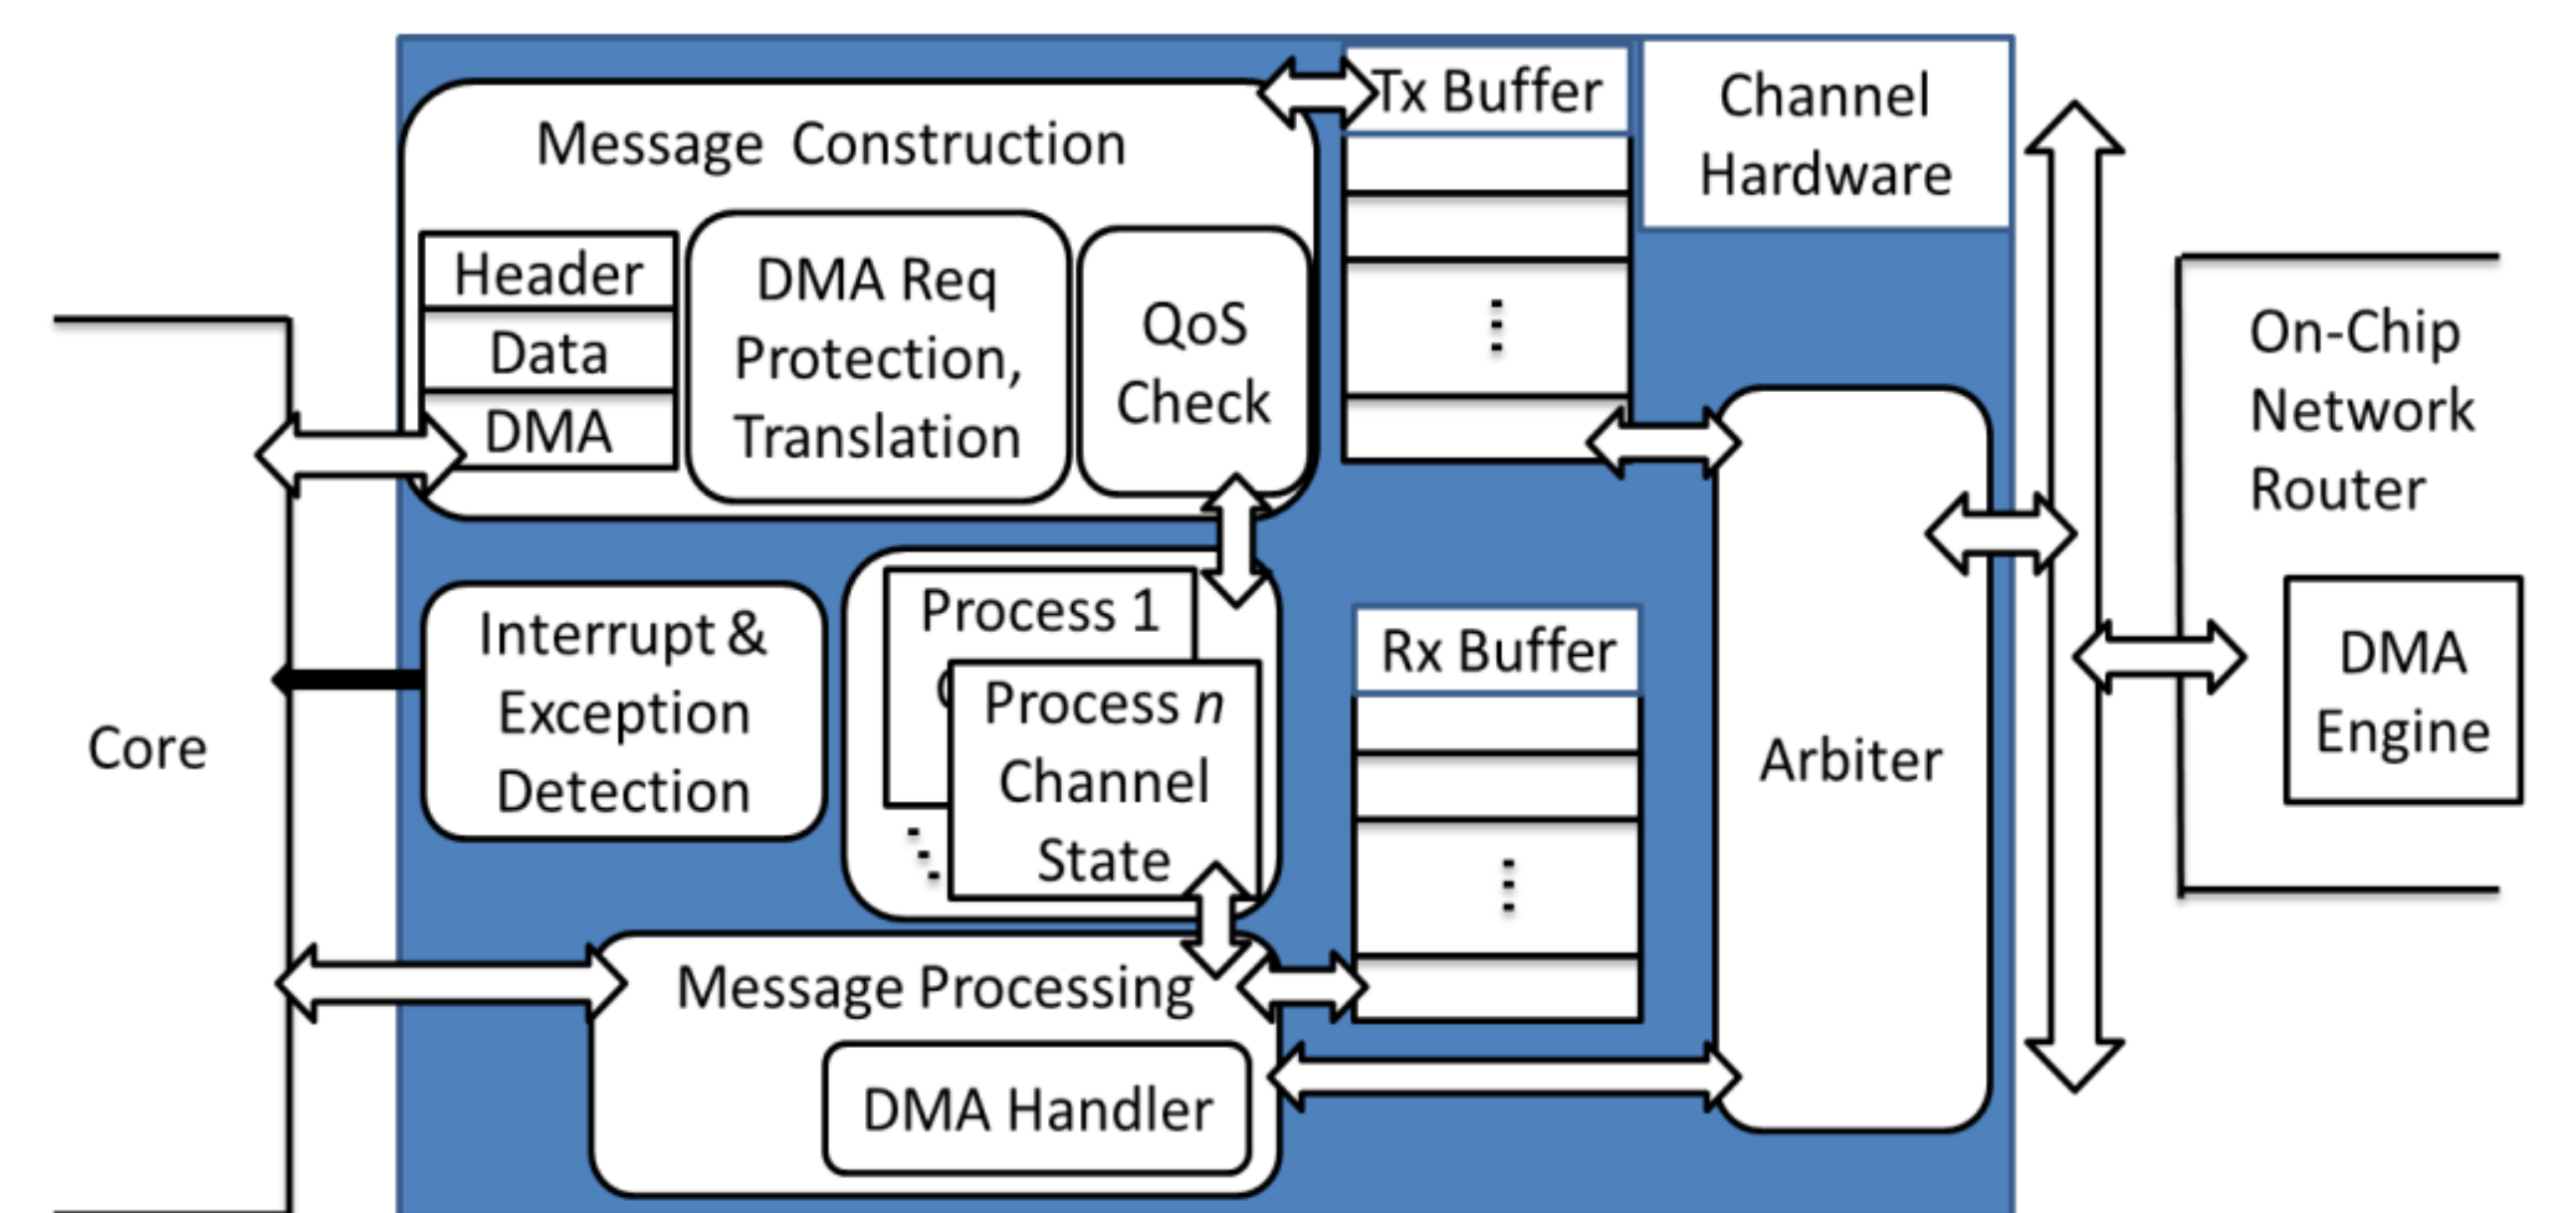 Message Construction
Header
Data
DMA
DMA Req
Protection,
Translation
QoS
Check
Tx Buffer
Channel
Hardware
Core
Interrupt &
Exception
Detection
Process 1
Process n
Channel
State
Rx Buffer
Arbiter
On-Chip
Network
Router
DMA
Engine
Message Processing
DMA Handler